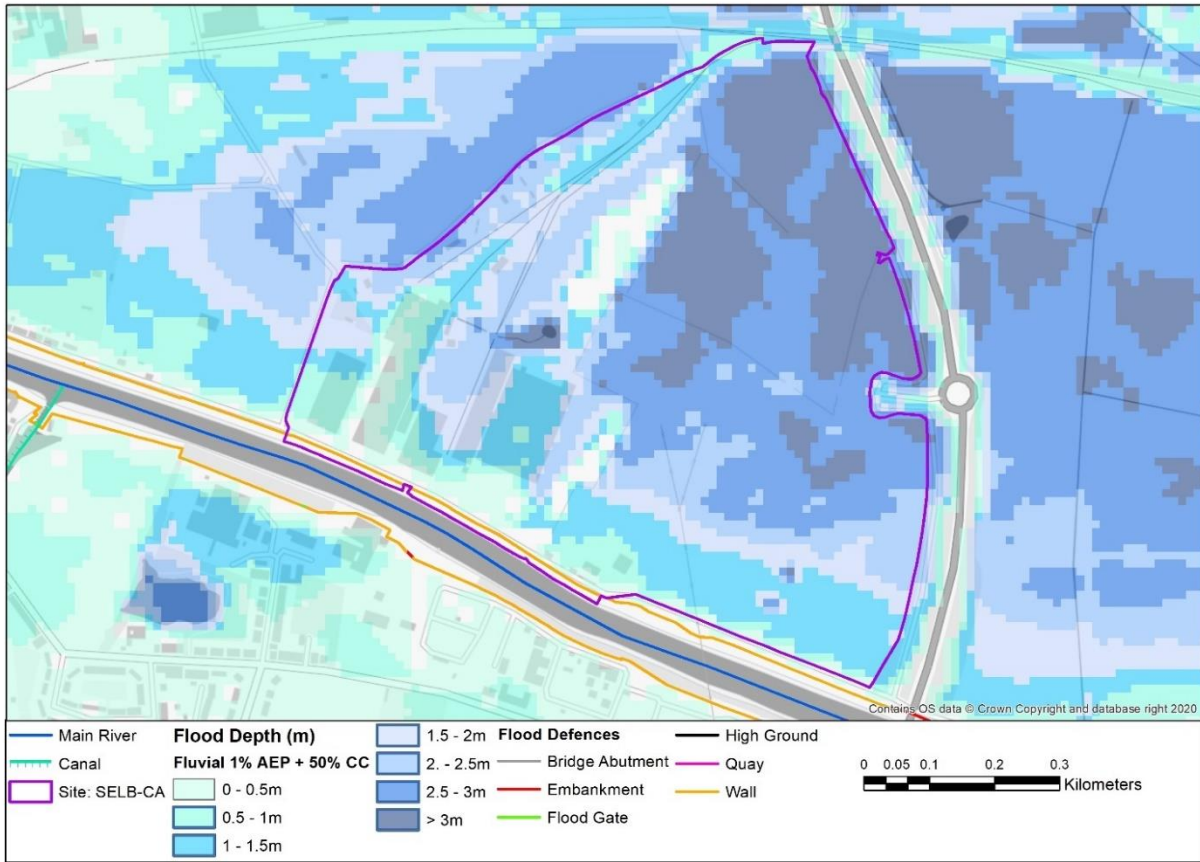 Contains OS data © Crown Copyright and database right 2020
Main River
Canal
Site: SELB-CA
Flood Depth (m)
Fluvial 1% AEP + 50% CC
0 - 0.5m
0.5 - 1m
1 - 1.5m
1.5 - 2m
2. - 2.5m
2.5 - 3m
> 3m
Flood Defences
Bridge Abutment
Embankment
Flood Gate
High Ground
Quay
Wall
0 0.05 0.1 0.2 0.3
Kilometers